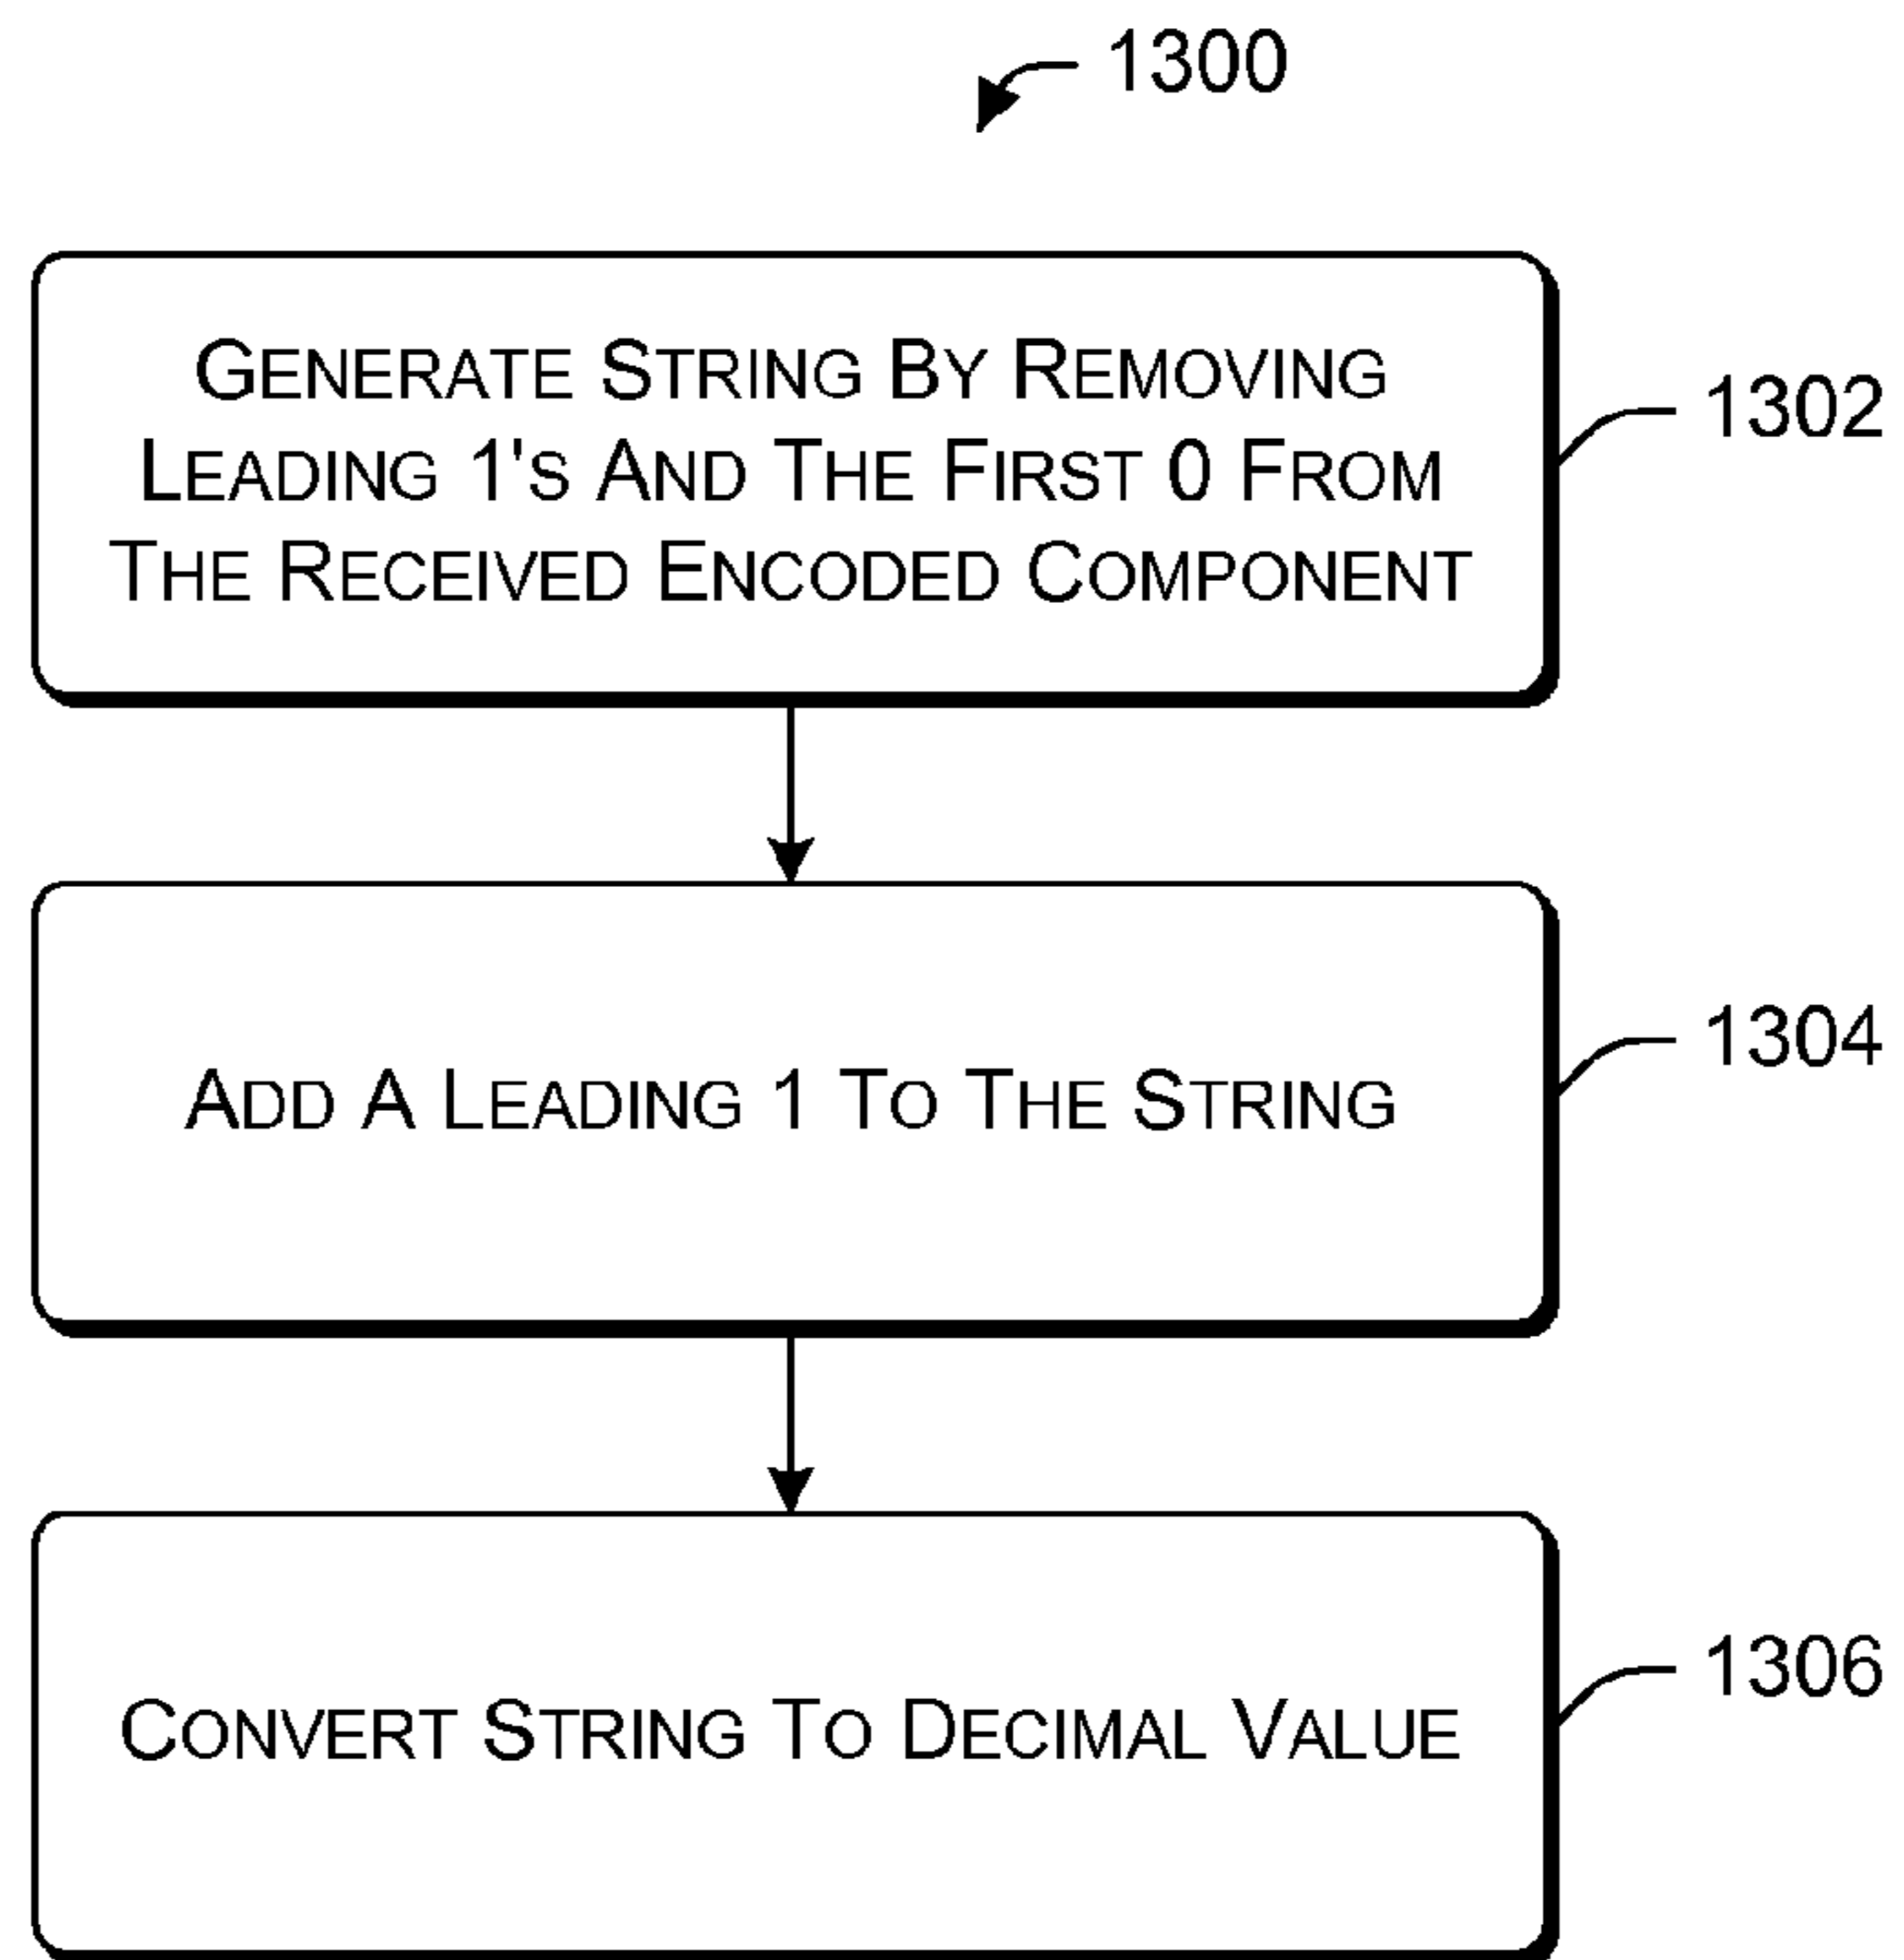 1300
GENERATE STRING BY REMOVING
LEADING 1'S AND THE FIRST 0 FROM
THE RECEIVED ENCODED COMPONENT
1302
ADD A LEADING 1 TO THE STRING
1304
CONVERT STRING TO DECIMAL VALUE
1306